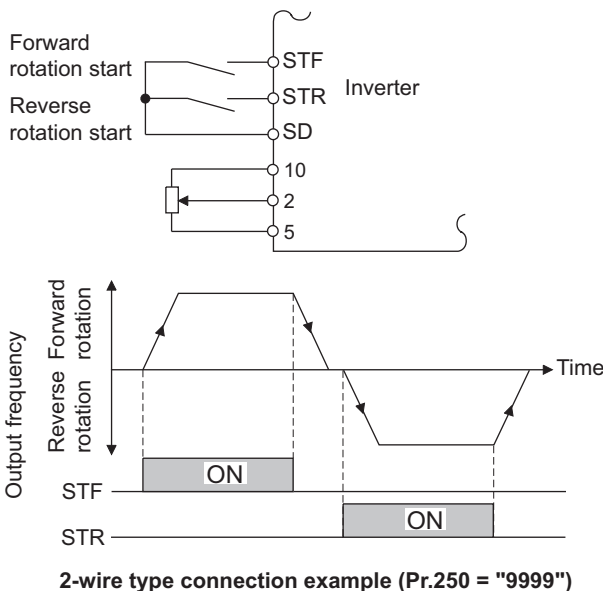 Forward
rotation start
Reverse
rotation start
STF
STR
SD
Inverter
10
2
5
Output frequency
Reverse rotation
Forward rotation
Time
ON
STF
ON
STR
2-wire type connection example (Pr.250 = "9999")